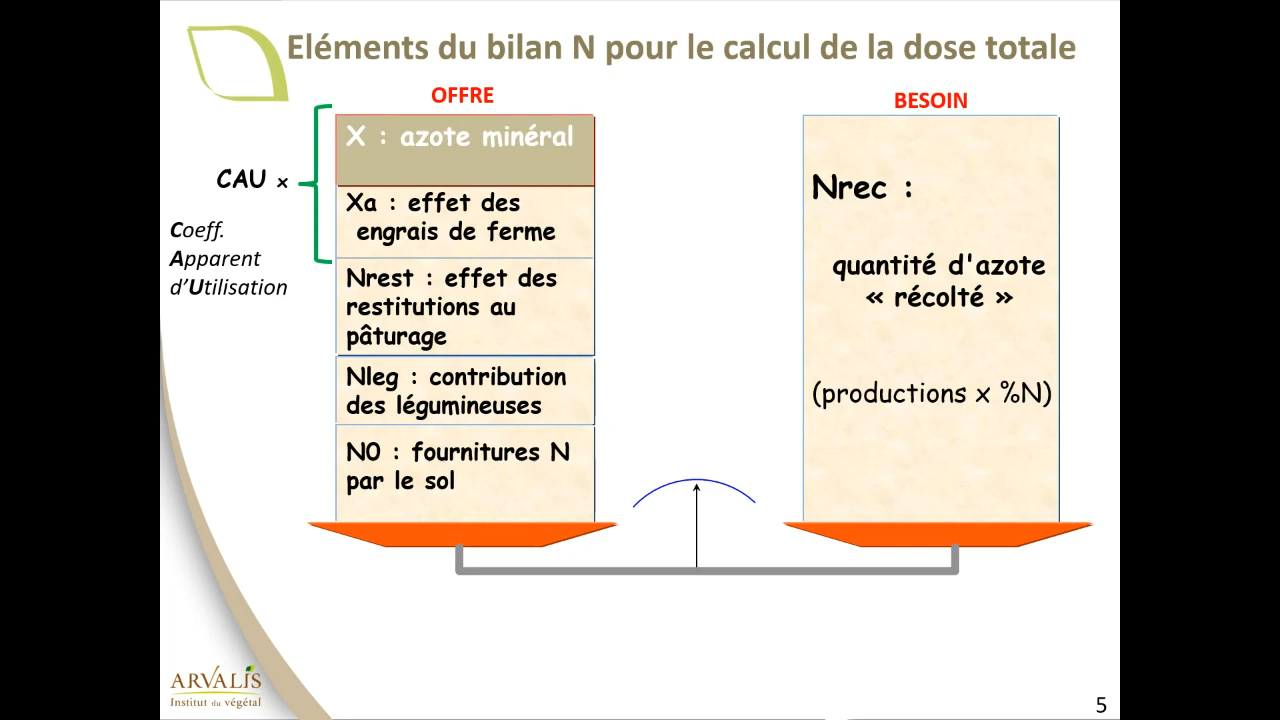 Eléments du bilan N pour le calcul de la dose totale
OFFRE
BESOIN
CAU x
Coeff.
Apparent
d’Utilisation
X : azote minéral
Xa : effet des
engrais de ferme
Nrest : effet des
restitutions au
pâturage
Nleg : contribution
des légumineuses
N0 : fournitures N
par le sol
Nrec :
quantité d'azote
« récolté »
(productions x %N)
ARVALIS
Institut du végétal
5